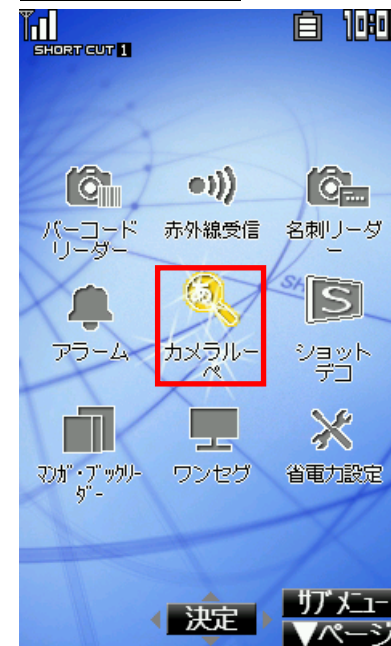 10:0
SHORT CUT 1
バーコード
リーダー
赤外線受信
名刺リーダ
ー
アラーム
カメラルー
ペ
ショット
デコ
マンガ・ブックリー
ダー
ワンセグ
省電力設定
決定
サブメニュー
▼ページ